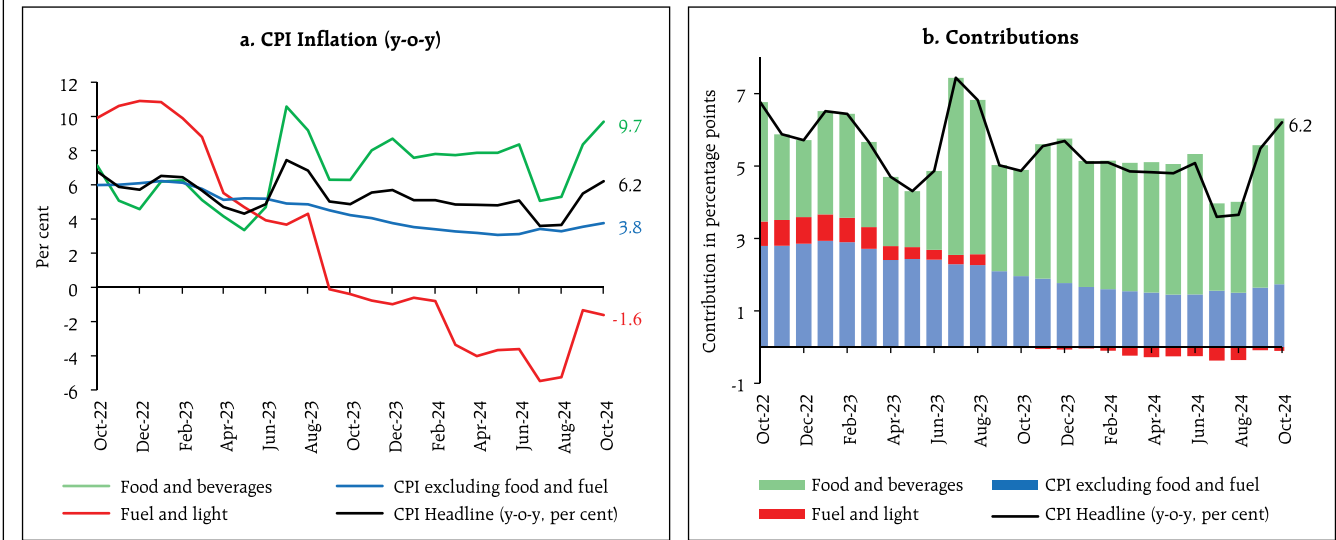 a. CPI Inflation (y-o-y)
Per cent
12
10
8
6
4
2
0
-2
-4
-6
9.7
6.2
3.8
-1.6
Oct-22
Dec-22
Feb-23
Apr-23
Jun-23
Aug-23
Oct-23
Dec-23
Feb-24
Apr-24
Jun-24
Aug-24
Oct-24
Food and beverages
CPI excluding food and fuel
Fuel and light
CPI Headline (y-o-y, per cent)
b. Contributions
Contribution in percentage points
7
5
3
1
-1
6.2
Oct-22
Dec-22
Feb-23
Apr-23
Jun-23
Aug-23
Oct-23
Dec-23
Feb-24
Apr-24
Jun-24
Aug-24
Oct-24
Food and beverages
CPI excluding food and fuel
Fuel and light
CPI Headline (y-o-y, per cent)